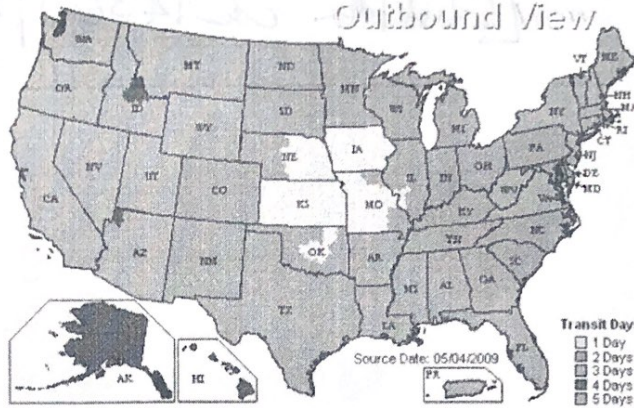 Outbound View
WA
MT
ND
MN
VT
ME
OR
ID
SD
WI
MI
NY
NH
MA
RI
CT
WY
NE
IA
PA
NJ
NV
UT
CO
IL
IN
OH
DE
MD
CA
KS
MO
WV
VA
KY
OK
TN
NC
AZ
NM
AR
SC
TX
MS
AL
GA
LA
FL
AK
HI
Source Date: 05/04/2009
PR
Transit Day
1 Day
2 Days
3 Days
4 Days
5 Days